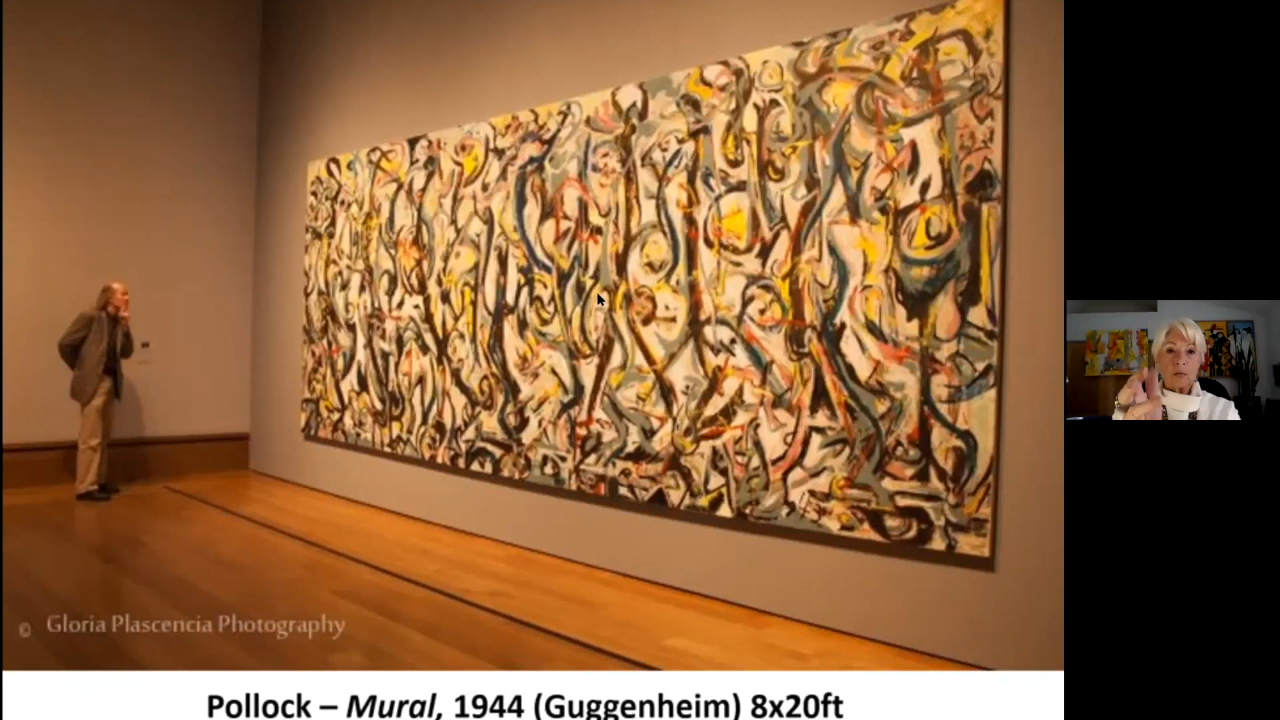 © Gloria Plascencia Photography
Pollock – Mural, 1944 (Guggenheim) 8x20ft